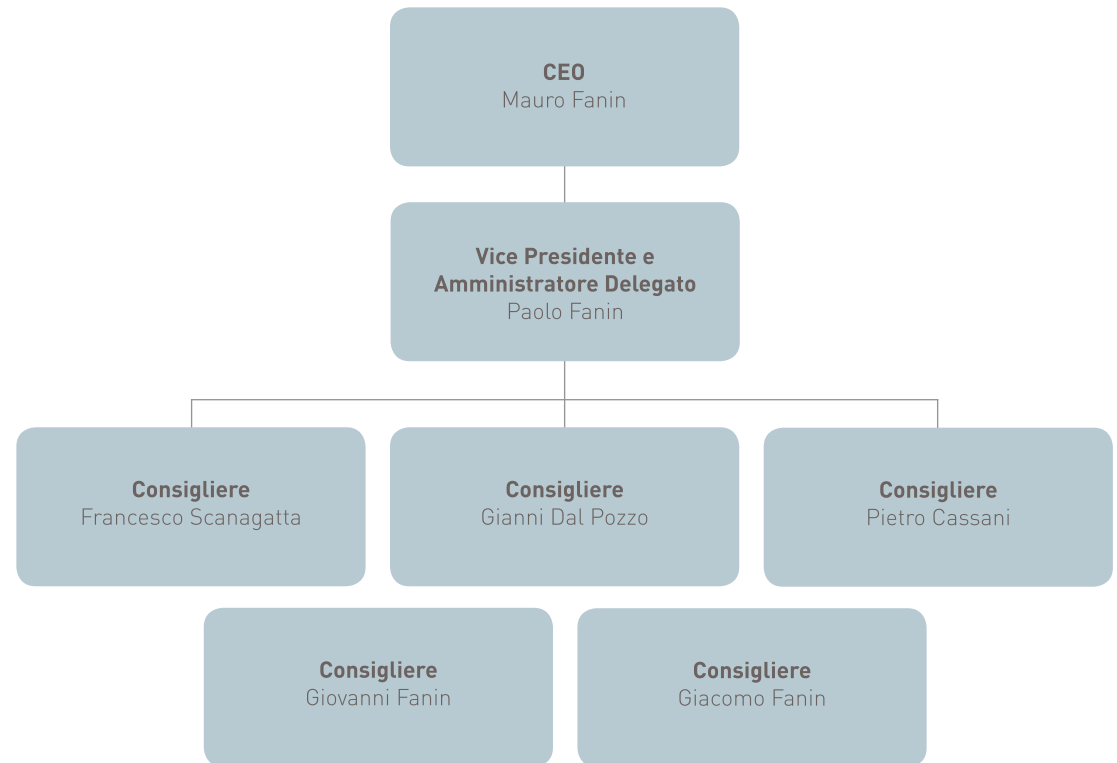 CEO
Mauro Fanin
Vice Presidente e
Amministratore Delegato
Paolo Fanin
Consigliere
Francesco Scanagatta
Consigliere
Gianni Dal Pozzo
Consigliere
Pietro Cassani
Consigliere
Giovanni Fanin
Consigliere
Giacomo Fanin